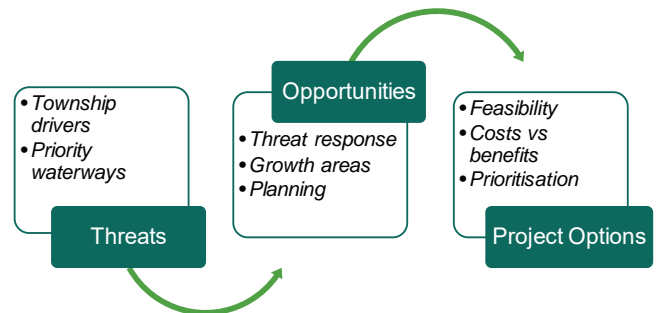 • Township
drivers
• Priority
waterways
Threats
Opportunities
• Threat response
• Growth areas
• Planning
• Feasibility
• Costs vs
benefits
• Prioritisation
Project Options